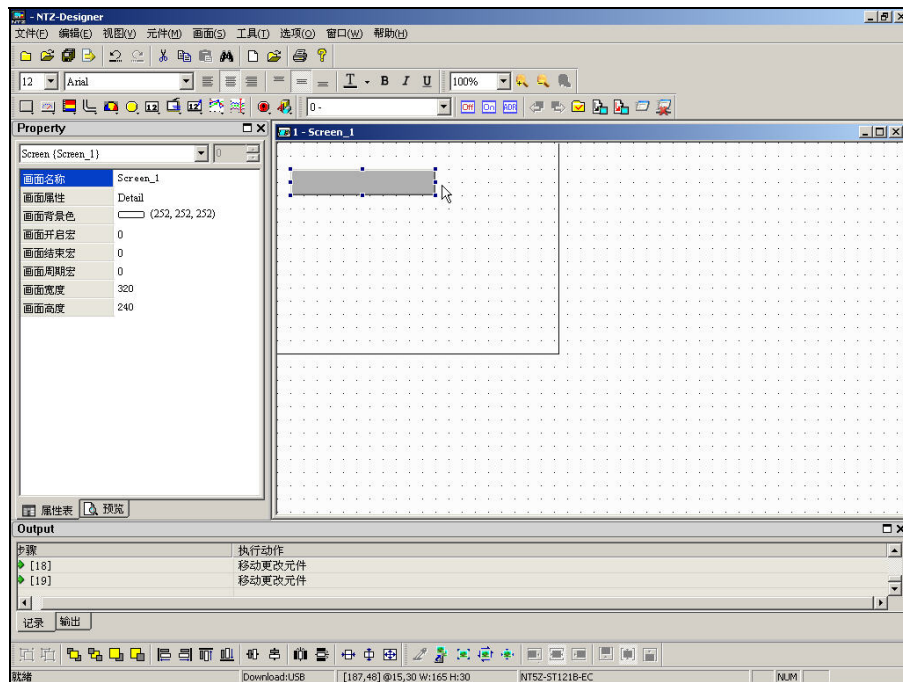 - NTZ-Designer
文件(F) 编辑(E) 视图(V) 元件(M) 画面(S) 工具(T) 选项(O) 窗口(W) 帮助(H)
12 Arial T B I U 100%
12 0 - Off On ADR
Property
1 - Screen_1
Screen {Screen_1} 0
画面名称 Screen_1
画面属性 Detail
画面背景色 (252, 252, 252)
画面开启宏 0
画面结束宏 0
画面周期宏 0
画面宽度 320
画面高度 240
属性表 预览
Output
步骤 执行动作
[18] 移动更改元件
[19] 移动更改元件
记录 输出
就绪 Download:USB [187,48] @15,30 W:165 H:30 NT5Z-ST121B-EC NUM